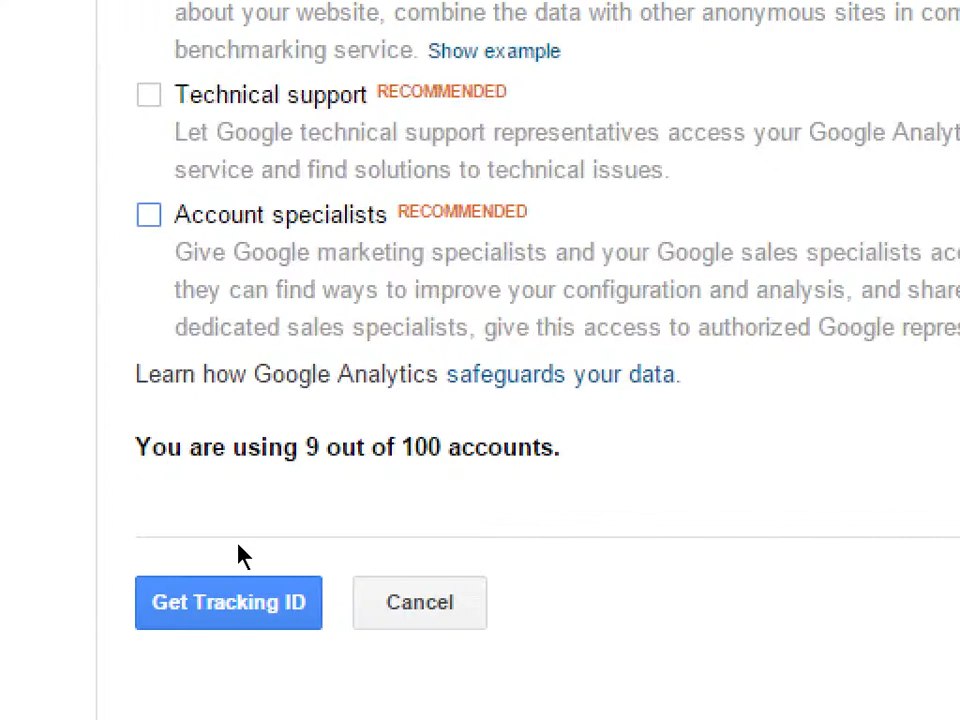 about your website, combine the data with other anonymous sites in
benchmarking service. Show example
Technical support RECOMMENDED
Let Google technical support representatives access your Google
service and find solutions to technical issues.
Account specialists RECOMMENDED
Give Google marketing specialists and your Google sales specialists
they can find ways to improve your configuration and analysis, and share
dedicated sales specialists, give this access to authorized Google
Learn how Google Analytics safeguards your data.
You are using 9 out of 100 accounts.
Get Tracking ID
Cancel